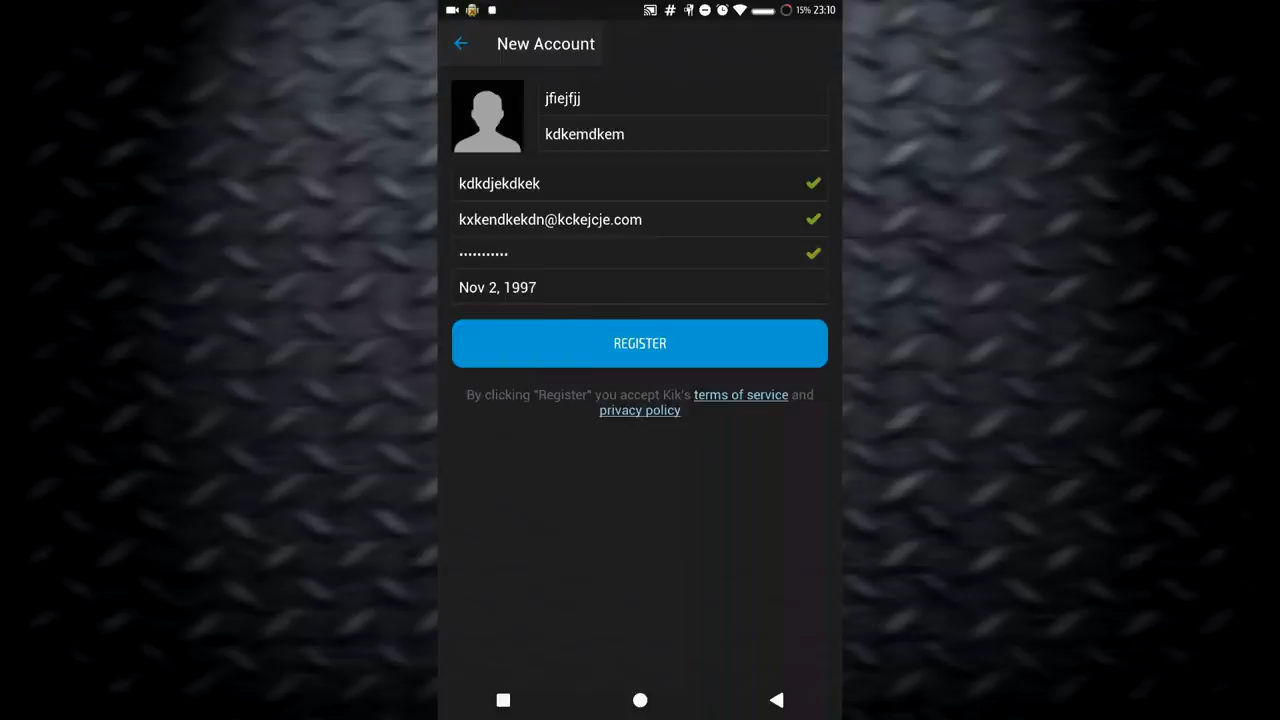 15% 23:10
New Account
jfiejfjj
kdkemdkem
kdkdjekdkek
kxkendkekdn@kckejcje.com
•••••••••••
Nov 2, 1997
REGISTER
By clicking "Register" you accept Kik's terms of service and
privacy policy